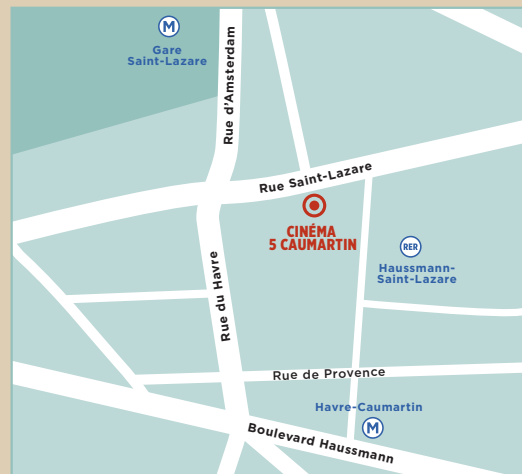 M
Gare
Saint-Lazare
Rue d'Amsterdam
Rue Saint-Lazare
CINÉMA
5 CAUMARTIN
RER
Haussmann-
Saint-Lazare
Rue du Havre
Rue de Provence
Havre-Caumartin
M
Boulevard Haussmann